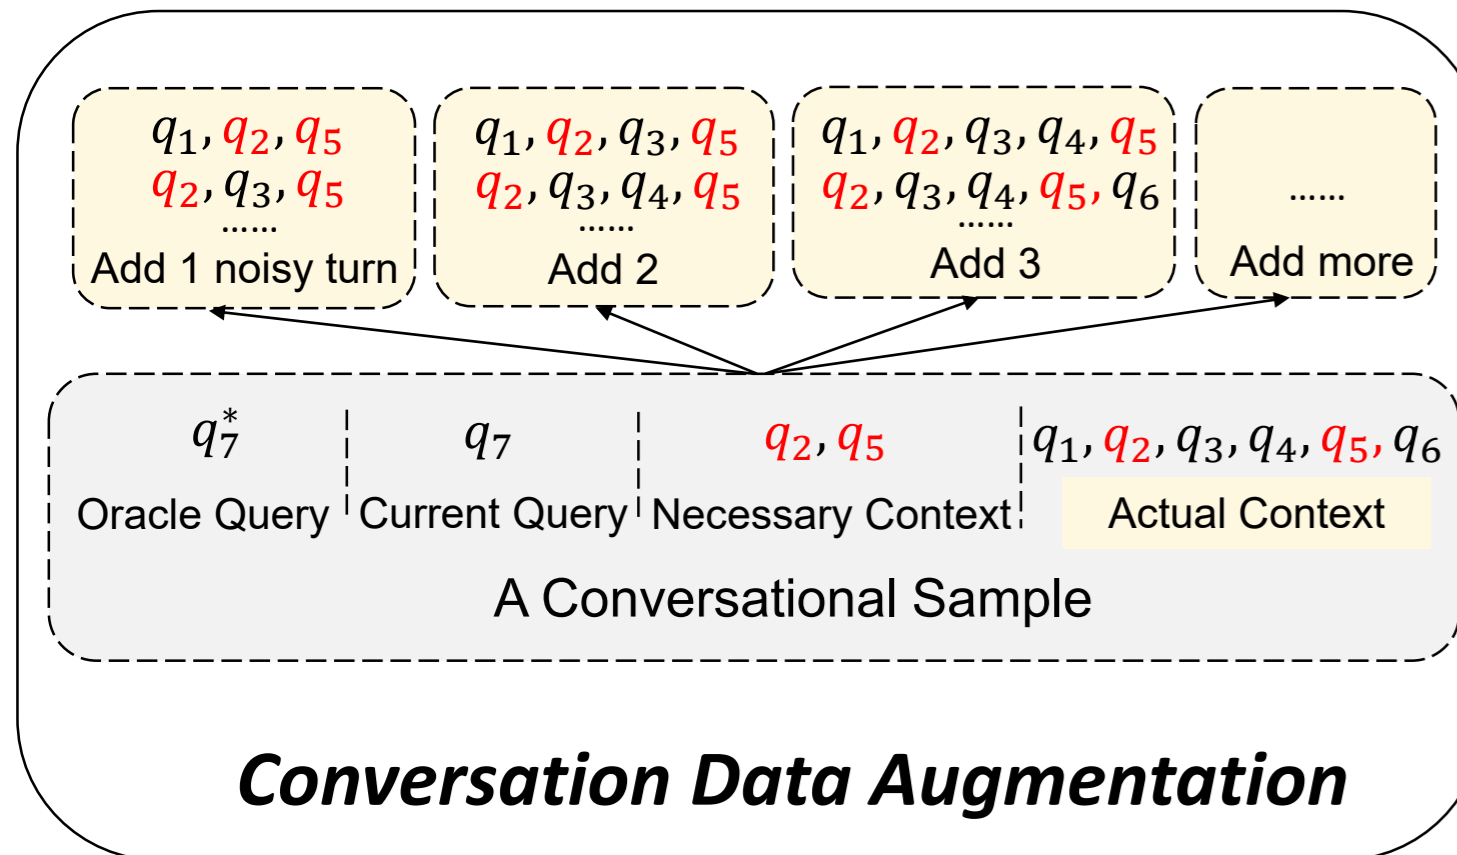 q₁, q₂, q₅
q₂, q₃, q₅
......
Add 1 noisy turn
q₁, q₂, q₃, q₅
q₂, q₃, q₄, q₅
......
Add 2
q₁, q₂, q₃, q₄, q₅
q₂, q₃, q₄, q₅, q₆
......
Add 3
......
Add more
q₇*
Oracle Query
q₇
Current Query
q₂, q₅
Necessary Context
q₁, q₂, q₃, q₄, q₅, q₆
Actual Context
A Conversational Sample
Conversation Data Augmentation